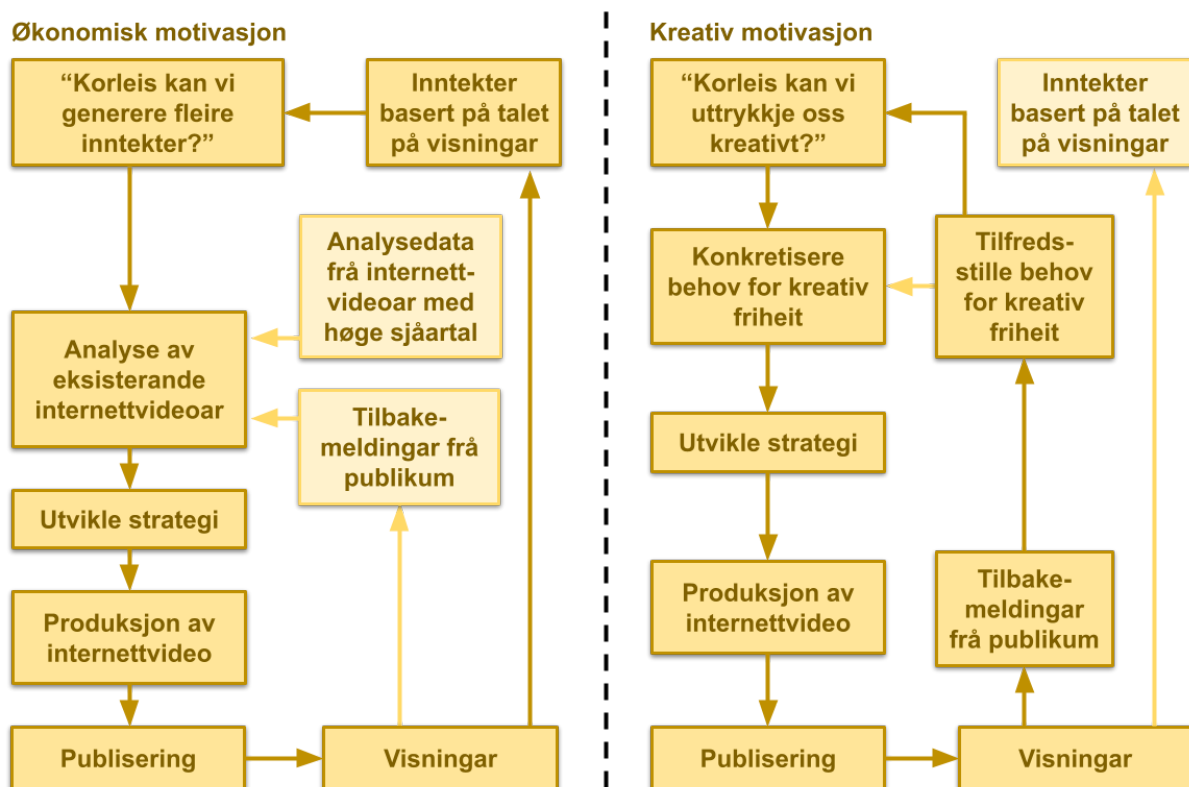 Økonomisk motivasjon
“Korleis kan vi
generere fleire
inntekter?”
Inntekter
basert på talet
på visningar
Analysedata
frå internett-
videoar med
høge sjåartal
Analyse av
eksisterande
internettvideoar
Tilbake-
meldingar frå
publikum
Utvikle strategi
Produksjon av
internettvideo
Publisering
Visningar
Kreativ motivasjon
“Korleis kan vi
uttrykkje oss
kreativt?”
Inntekter
basert på talet
på visningar
Konkretisere
behov for kreativ
friheit
Tilfreds-
stille behov
for kreativ
friheit
Utvikle strategi
Produksjon av
internettvideo
Tilbake-
meldingar
frå publikum
Publisering
Visningar